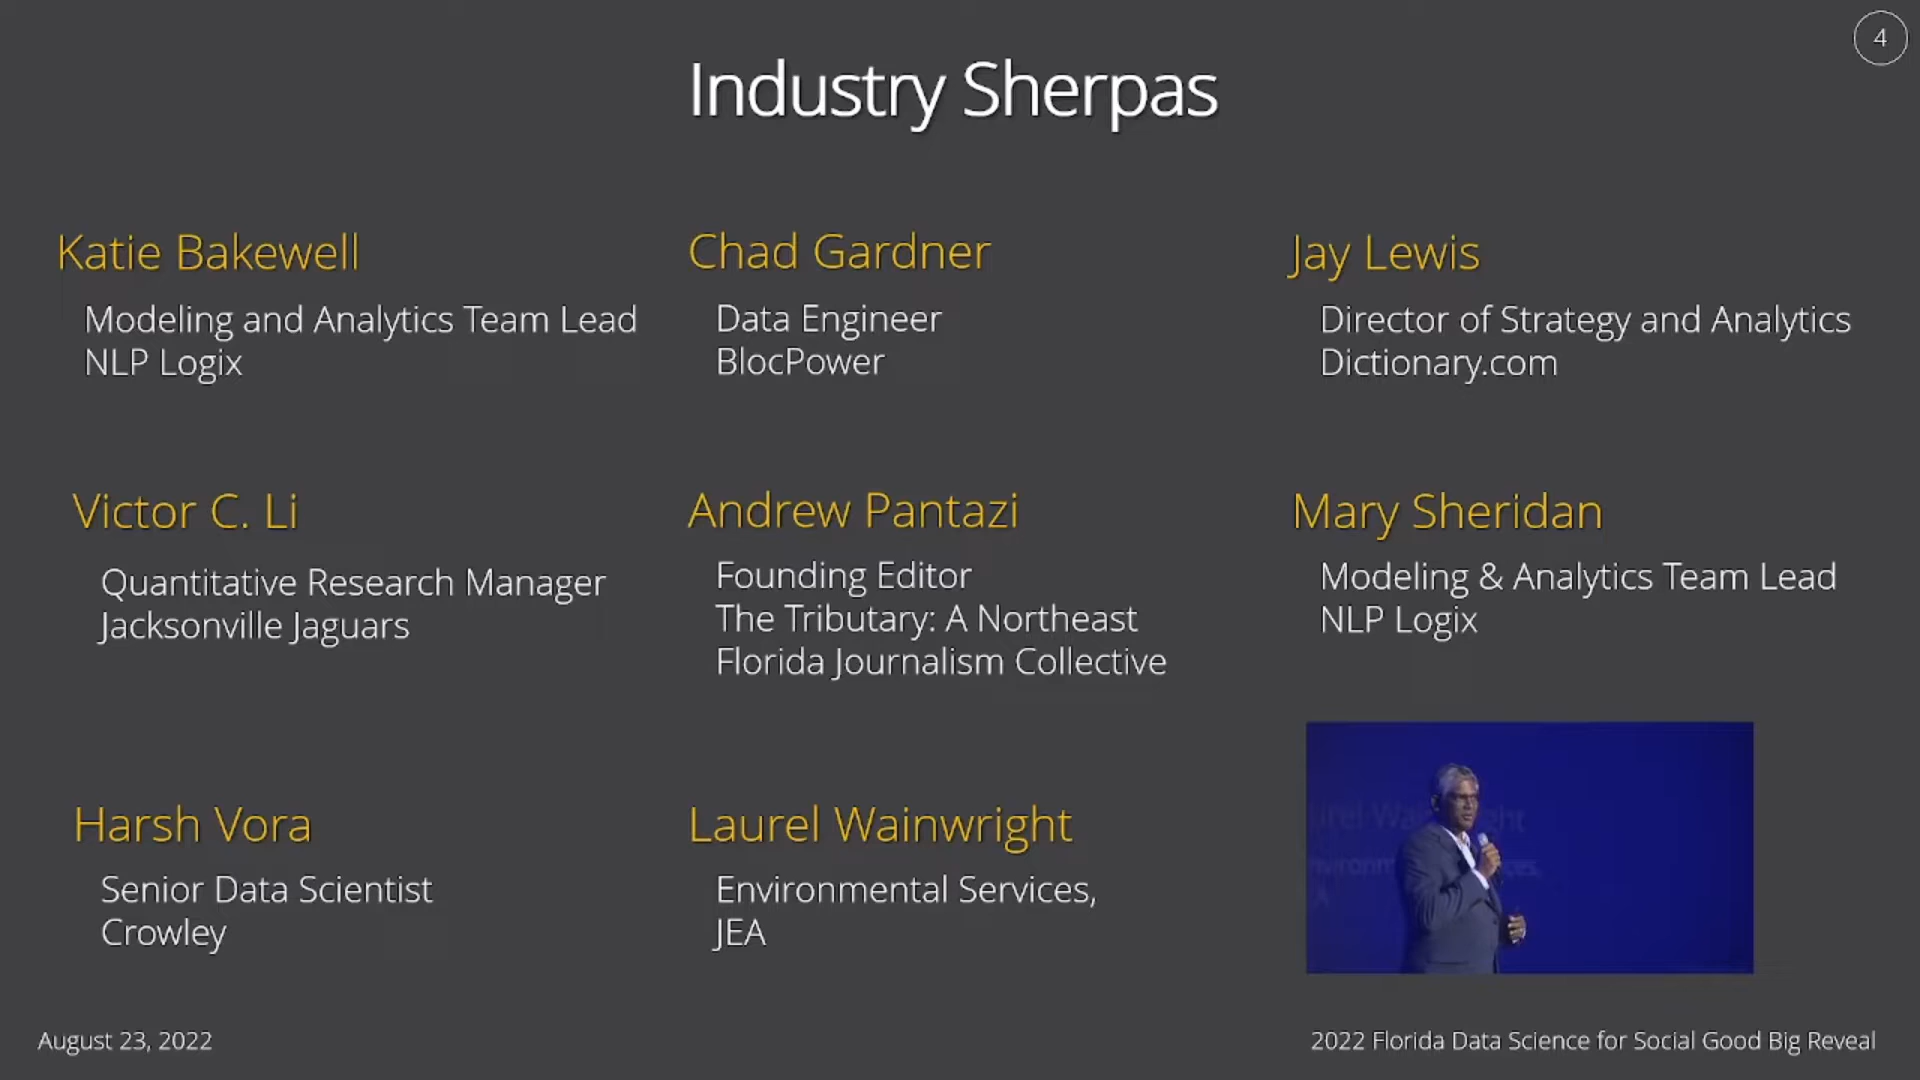 4
Industry Sherpas
Katie Bakewell
Modeling and Analytics Team Lead
NLP Logix
Chad Gardner
Data Engineer
BlocPower
Jay Lewis
Director of Strategy and Analytics
Dictionary.com
Victor C. Li
Quantitative Research Manager
Jacksonville Jaguars
Andrew Pantazi
Founding Editor
The Tributary: A Northeast
Florida Journalism Collective
Mary Sheridan
Modeling & Analytics Team Lead
NLP Logix
Harsh Vora
Senior Data Scientist
Crowley
Laurel Wainwright
Environmental Services,
JEA
August 23, 2022
2022 Florida Data Science for Social Good Big Reveal